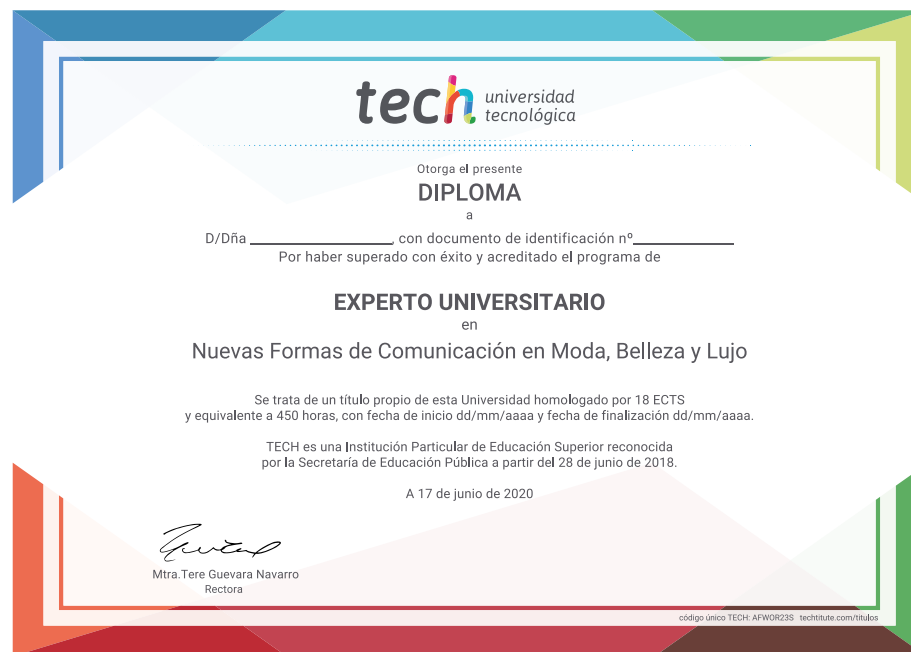 tech universidad
tecnológica
Otorga el presente
DIPLOMA
a
D/Dña ____________________, con documento de identificación nº______________
Por haber superado con éxito y acreditado el programa de
EXPERTO UNIVERSITARIO
en
Nuevas Formas de Comunicación en Moda, Belleza y Lujo
Se trata de un título propio de esta Universidad homologado por 18 ECTS
y equivalente a 450 horas, con fecha de inicio dd/mm/aaaa y fecha de finalización dd/mm/aaaa.
TECH es una Institución Particular de Educación Superior reconocida
por la Secretaría de Educación Pública a partir del 28 de junio de 2018.
A 17 de junio de 2020
Mtra.Tere Guevara Navarro
Rectora
código único TECH: AFWOR23S techtitute.com/titulos